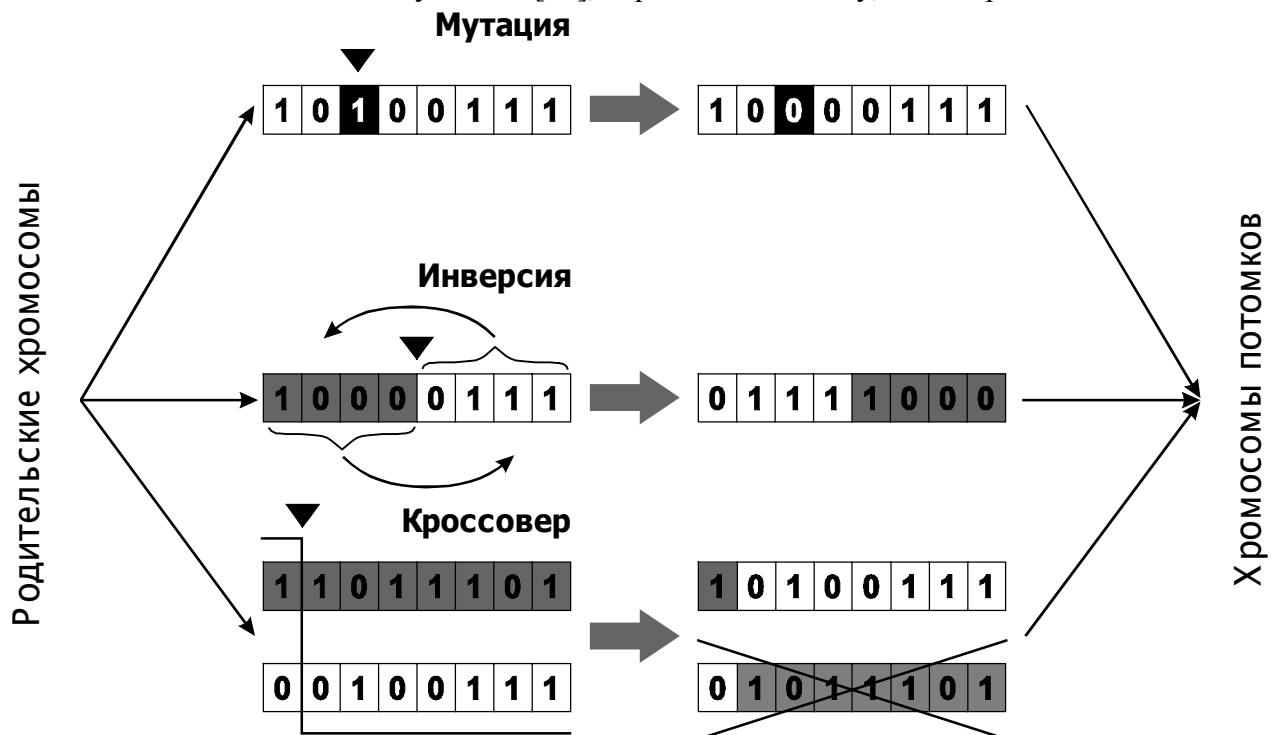 Мутация
1 0 1 0 0 1 1 1
1 0 0 0 0 1 1 1
Родительские хромосомы
Хромосомы потомков
Инверсия
1 0 0 0 0 1 1 1
0 1 1 1 1 0 0 0
Кроссовер
1 1 0 1 1 1 0 1
1 0 1 0 0 1 1 1
0 0 1 0 0 1 1 1
0 1 0 1 1 1 0 1